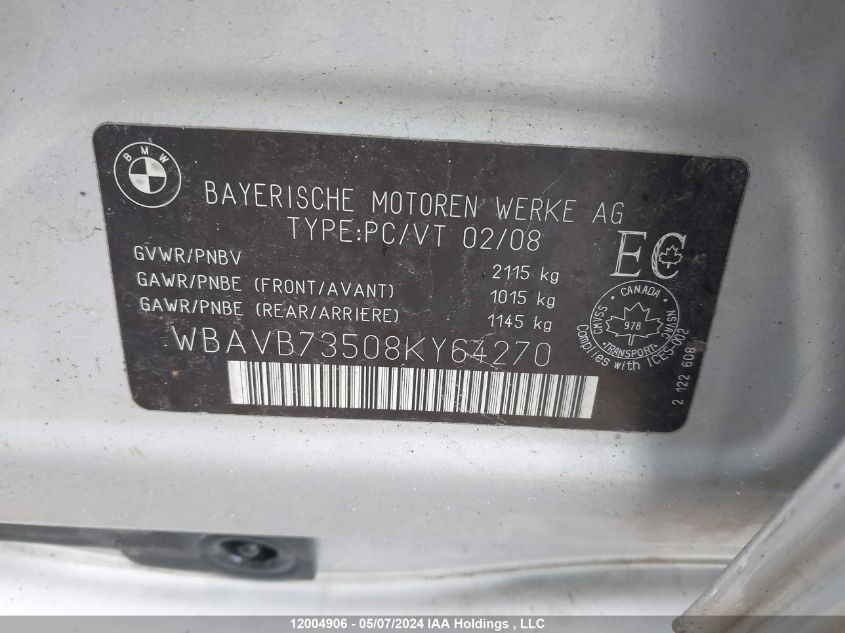 BMW
BAYERISCHE MOTOREN WERKE AG
TYPE:PC/VT 02/08
GVWR/PNBV 2115 kg
GAWR/PNBE (FRONT/AVANT) 1015 kg
GAWR/PNBE (REAR/ARRIERE) 1145 kg
WBAVB73508KY64270
EC
CANADA
CMVSS
NSVAC
978
TRANSPORT
Complies with ICES-002
2 122 608
12004906 - 05/07/2024 IAA Holdings , LLC